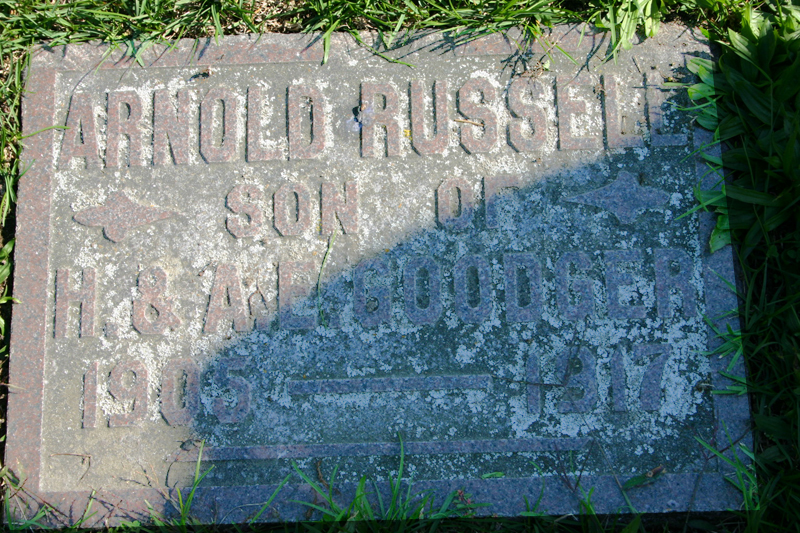 ARNOLD RUSSELL
SON OF
H. & A.E. GOODGER
1905 — 1917